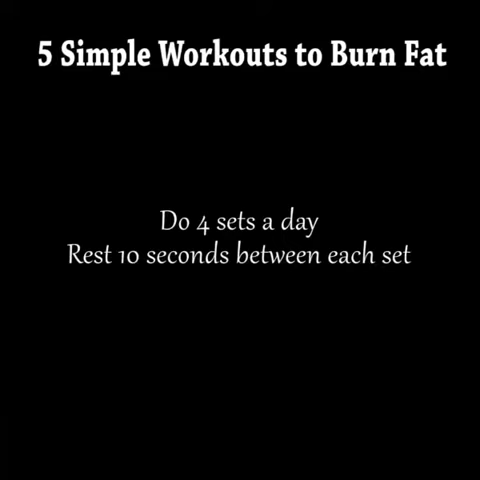 5 Simple Workouts to Burn Fat
Do 4 sets a day
Rest 10 seconds between each set